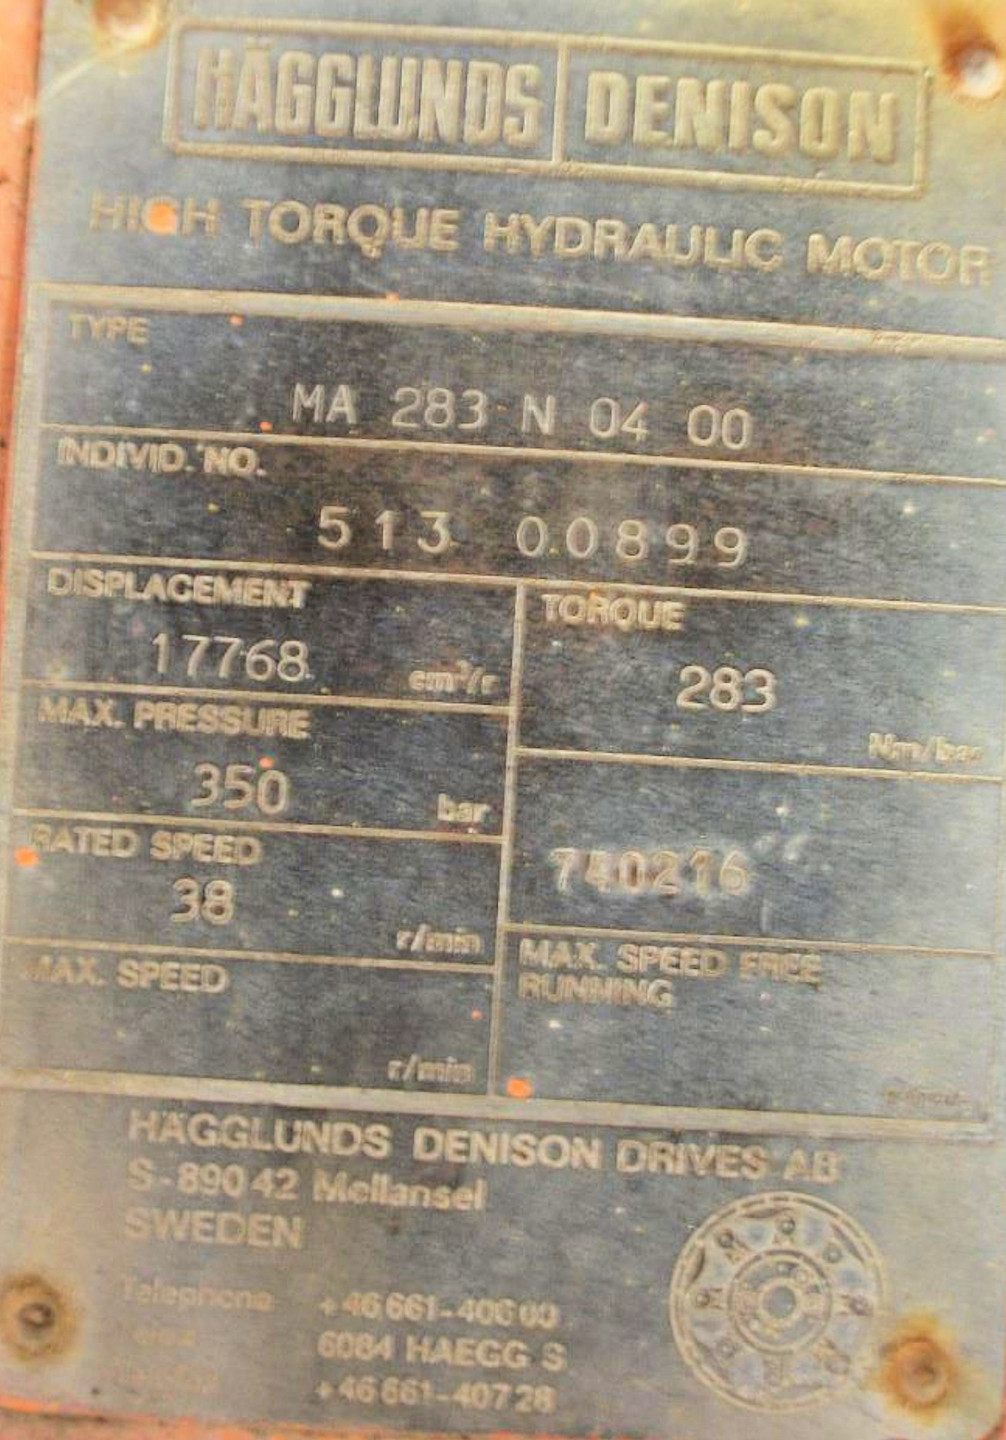 HÄGGLUNDS DENISON
HIGH TORQUE HYDRAULIC MOTOR
TYPE
MA 283 N 04 00
INDIVID. NO.
513 00899
DISPLACEMENT
17768 cm³/r
TORQUE
283 Nm/bar
MAX. PRESSURE
350 bar
740216
RATED SPEED
38 r/min
MAX. SPEED
r/min
MAX. SPEED FREE
RUNNING
HÄGGLUNDS DENISON DRIVES AB
S-890 42 Mellansel
SWEDEN
Telephone +46 661-406 00
6084 HAEGG S
+46 661-407 28